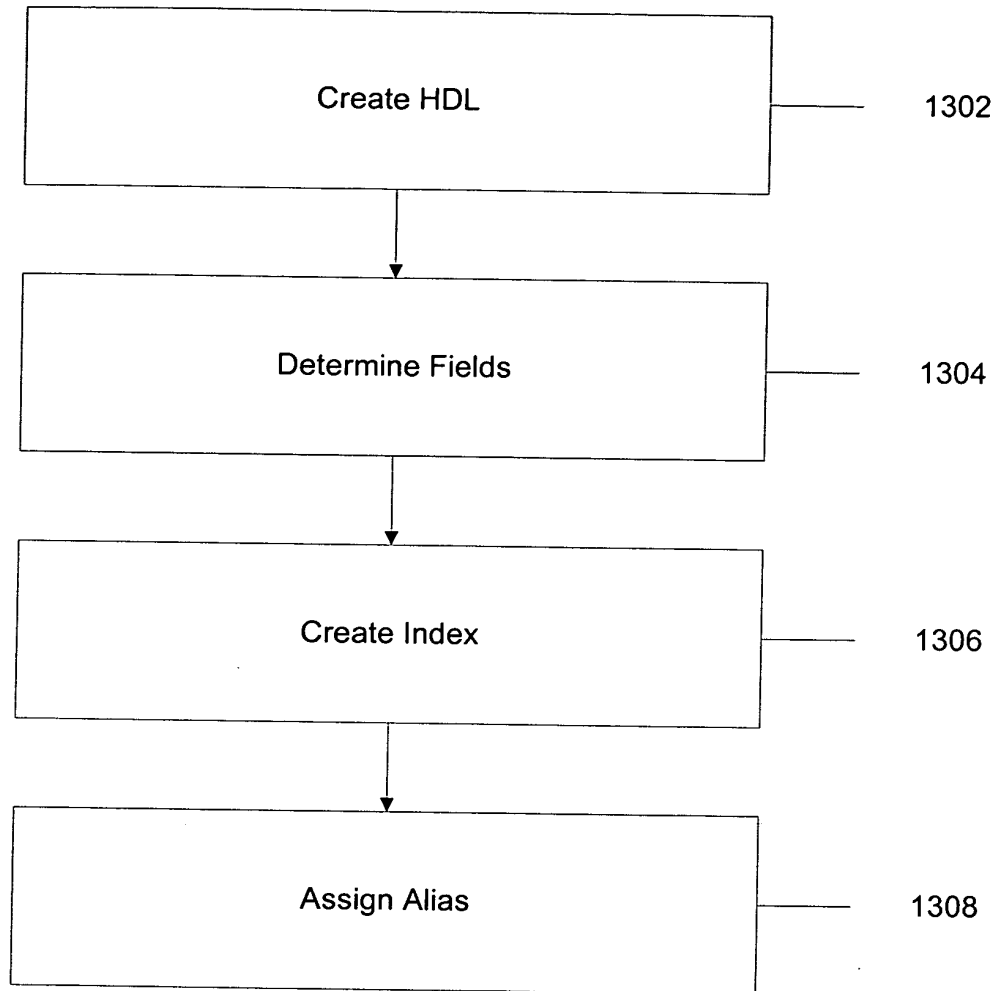 Create HDL
1302
Determine Fields
1304
Create Index
1306
Assign Alias
1308